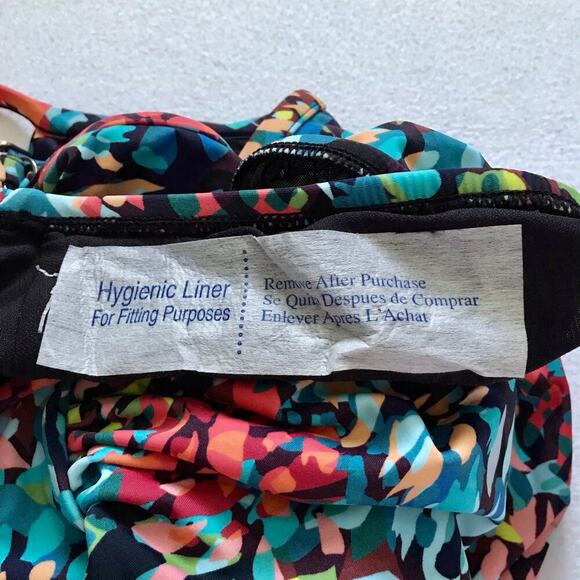 Hygienic Liner
For Fitting Purposes
Remove After Purchase
Se Quita Despues de Comprar
Enlever Apres L'Achat